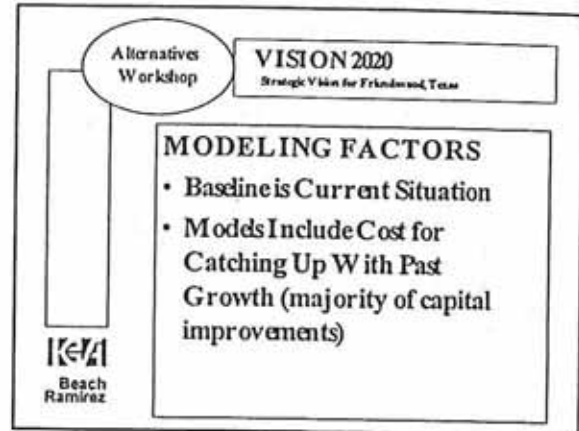 Alternatives
Workshop
VISION 2020
Strategic Vision for Friendswood, Texas
MODELING FACTORS
• Baseline is Current Situation
• Models Include Cost for
Catching Up With Past
Growth (majority of capital
improvements)
Beach
Ramirez